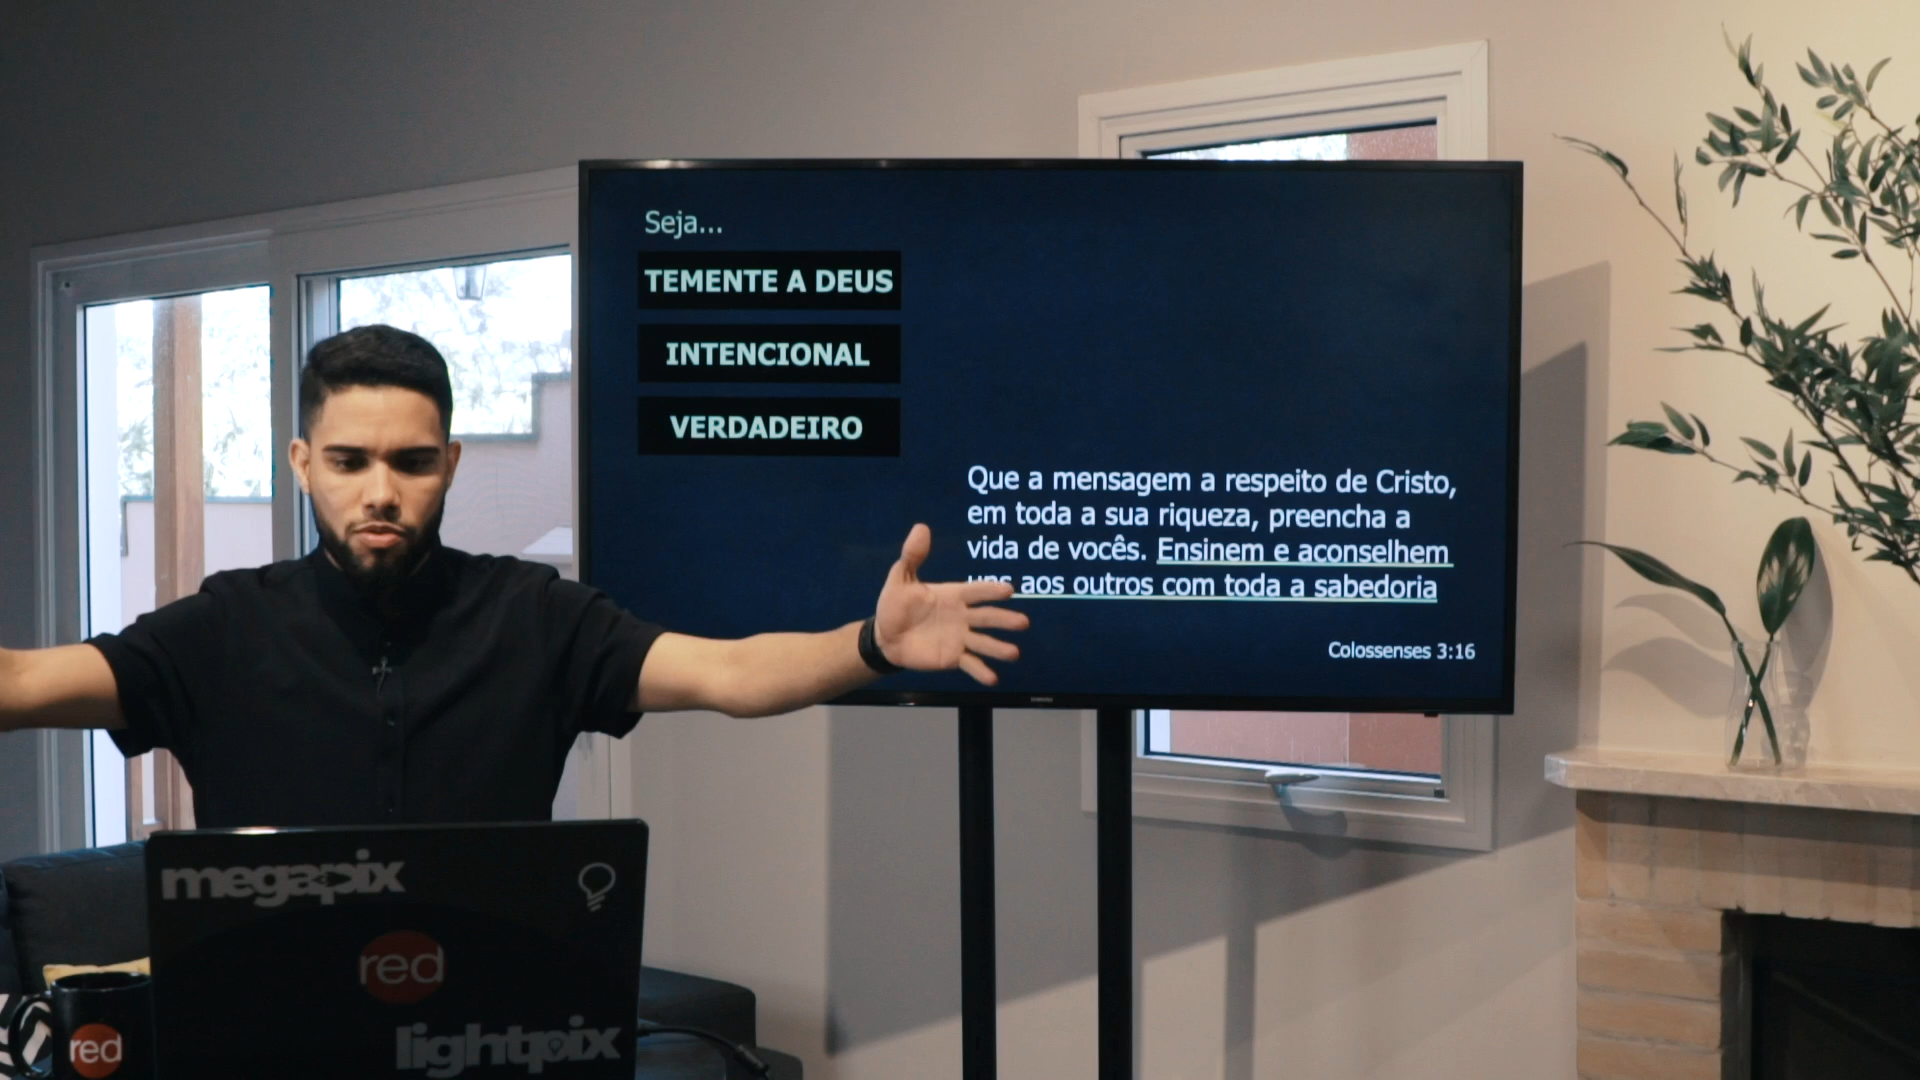 Seja...
TEMENTE A DEUS
INTENCIONAL
VERDADEIRO
Que a mensagem a respeito de Cristo,
em toda a sua riqueza, preencha a
vida de vocês. Ensinem e aconselhem
aos outros com toda a sabedoria
Colossenses 3:16
megapix
red
lightpix
red